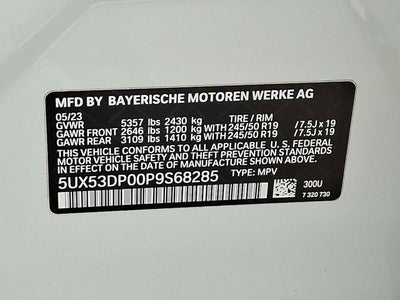 MFD BY BAYERISCHE MOTOREN WERKE AG
05/23
GVWR 5357 lbs 2430 kg TIRE / RIM
GAWR FRONT 2646 lbs 1200 kg WITH 245/50 R19 / 7.5J x 19
GAWR REAR 3109 lbs 1410 kg WITH 245/50 R19 / 7.5J x 19
THIS VEHICLE CONFORMS TO ALL APPLICABLE U. S. FEDERAL
MOTOR VEHICLE SAFETY AND THEFT PREVENTION STANDARDS
IN EFFECT ON THE DATE OF MANUFACTURE SHOWN ABOVE.
5UX53DP00P9S68285 TYPE: MPV 300U
7 320 730